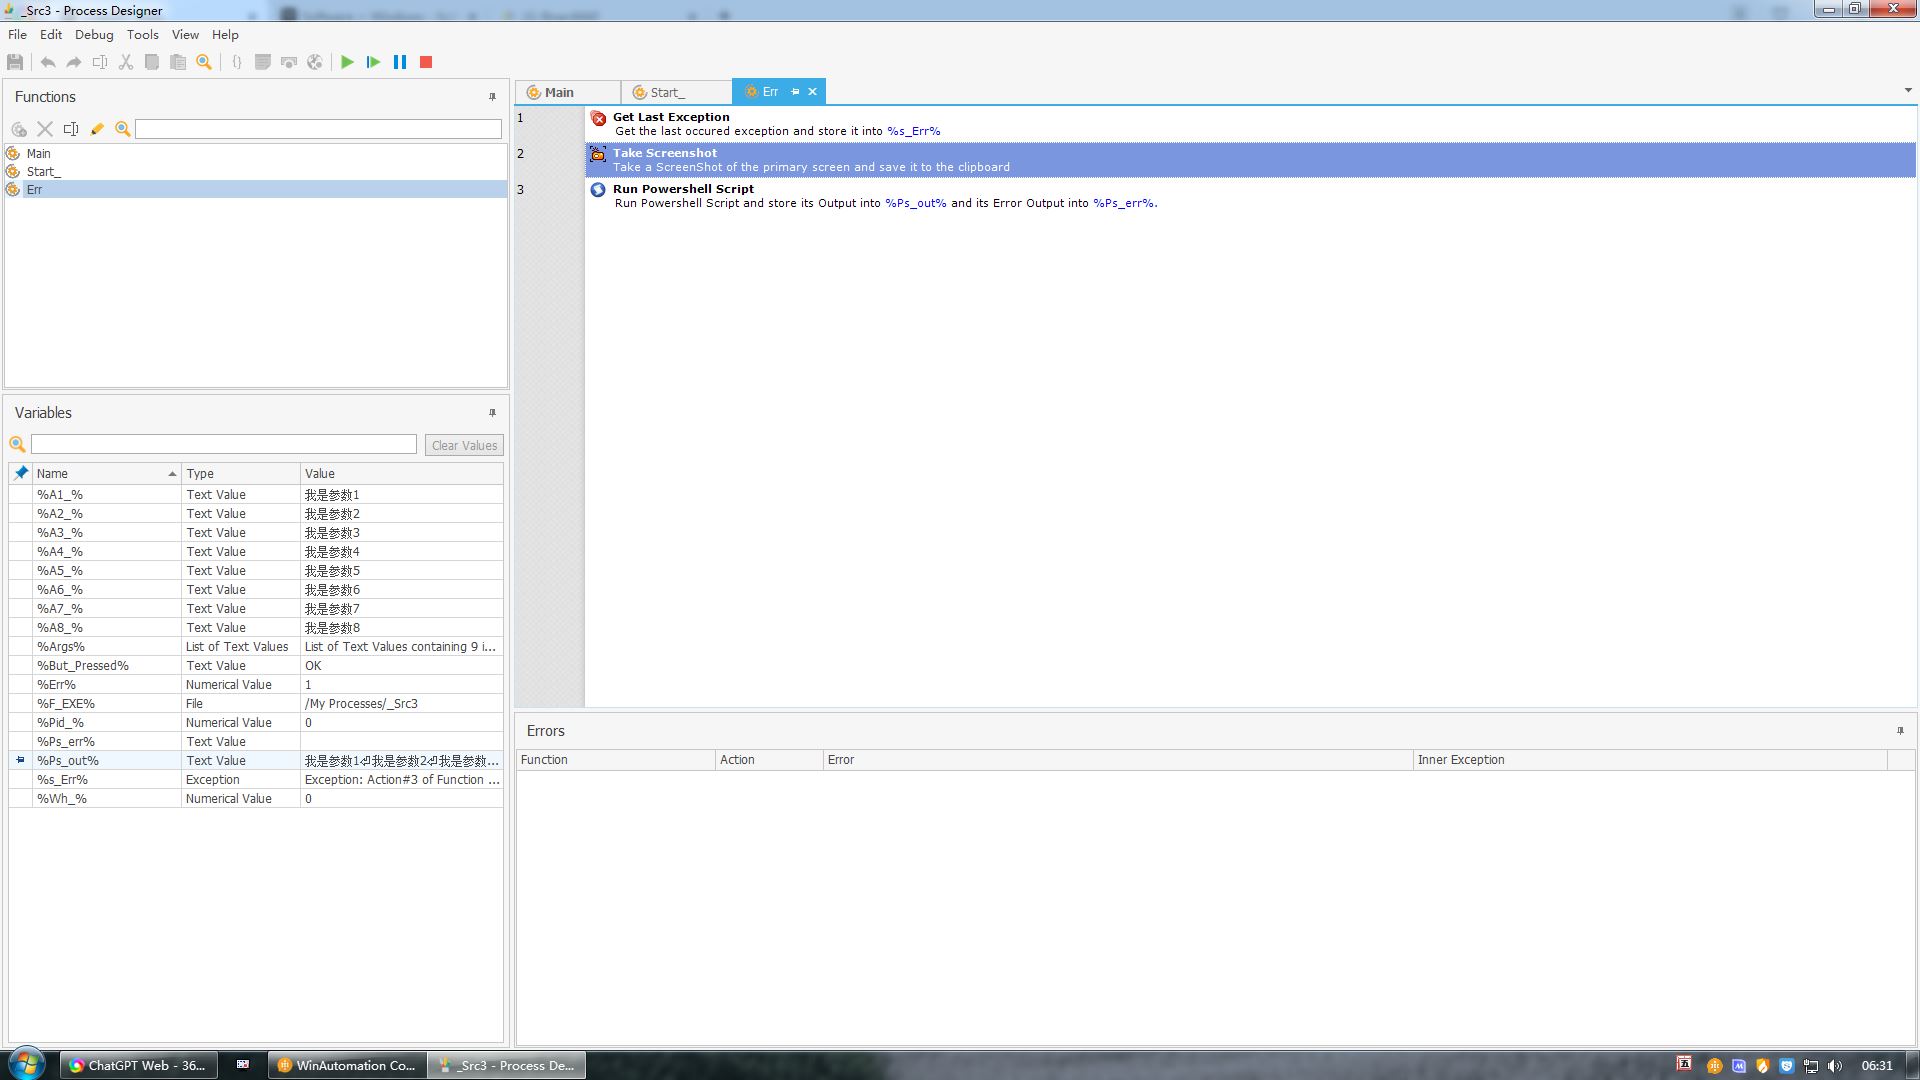 _Src3 - Process Designer
File Edit Debug Tools View Help
Functions
Main
Start_
Err
Variables
Clear Values
Name Type Value
%A1_% Text Value 我是参数1
%A2_% Text Value 我是参数2
%A3_% Text Value 我是参数3
%A4_% Text Value 我是参数4
%A5_% Text Value 我是参数5
%A6_% Text Value 我是参数6
%A7_% Text Value 我是参数7
%A8_% Text Value 我是参数8
%Args% List of Text Values List of Text Values containing 9 i...
%But_Pressed% Text Value OK
%Err% Numerical Value 1
%F_EXE% File /My Processes/_Src3
%Pid_% Numerical Value 0
%Ps_err% Text Value
%Ps_out% Text Value 我是参数1⏎我是参数2⏎我是参数...
%s_Err% Exception Exception: Action#3 of Function ...
%Wh_% Numerical Value 0
Main Start_ Err
1 Get Last Exception
Get the last occured exception and store it into %s_Err%
2 Take Screenshot
Take a ScreenShot of the primary screen and save it to the clipboard
3 Run Powershell Script
Run Powershell Script and store its Output into %Ps_out% and its Error Output into %Ps_err%.
Errors
Function Action Error Inner Exception
ChatGPT Web - 36... WinAutomation Co... _Src3 - Process De... 五 06:31